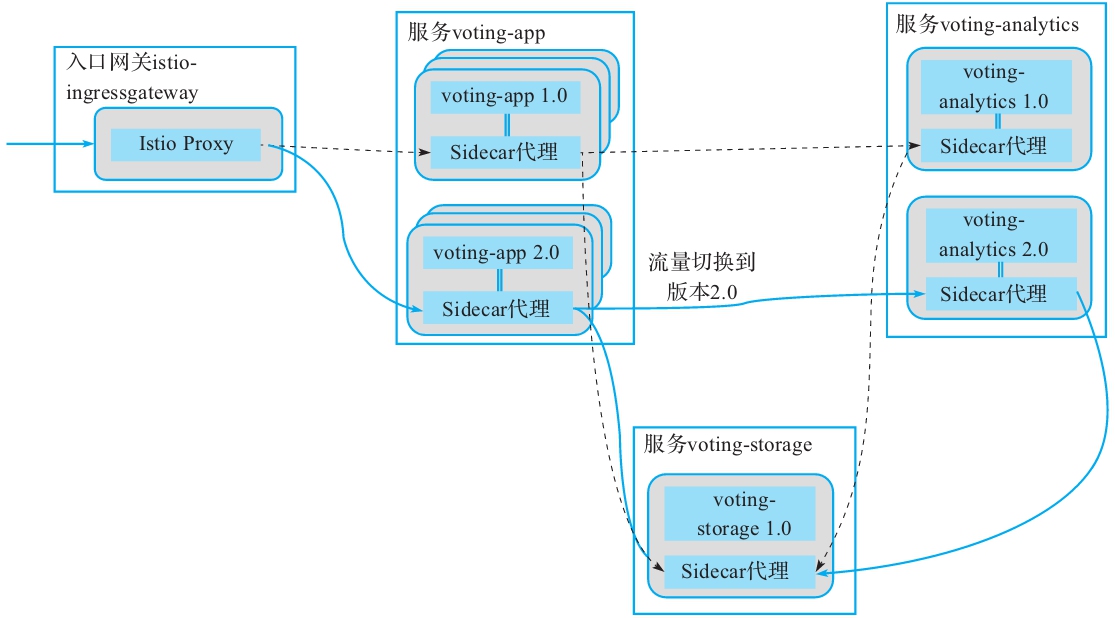 入口网关istio-
ingressgateway
Istio Proxy
服务voting-app
voting-app 1.0
Sidecar代理
voting-app 2.0
Sidecar代理
流量切换到
版本2.0
服务voting-analytics
voting-
analytics 1.0
Sidecar代理
voting-
analytics 2.0
Sidecar代理
服务voting-storage
voting-
storage 1.0
Sidecar代理